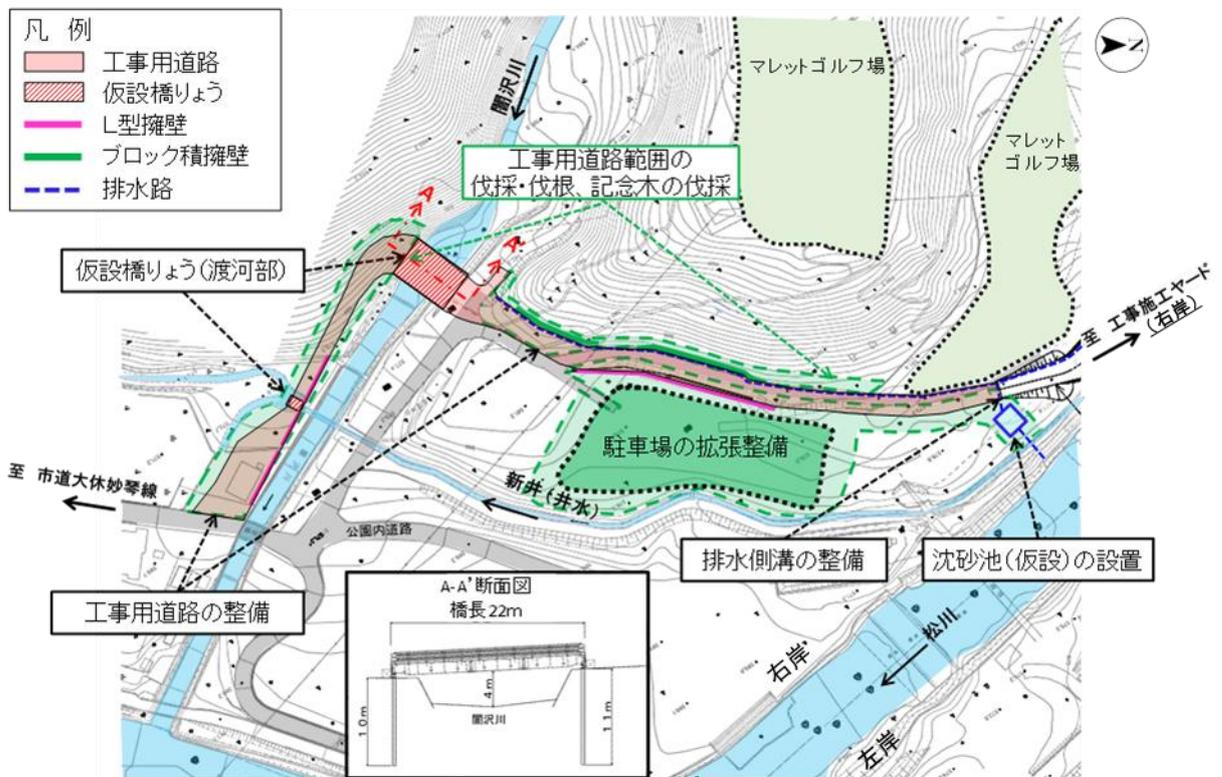 凡 例
工事用道路
仮設橋りょう
L型擁壁
ブロック積擁壁
排水路
N
マレットゴルフ場
マレット
ゴルフ場
闇沢川
工事用道路範囲の
伐採・伐根、記念木の伐採
A
A'
仮設橋りょう(渡河部)
至 工事施工ヤード
(右岸)
駐車場の拡張整備
至 市道大休妙琴線
新井(井水)
公園内道路
排水側溝の整備
沈砂池(仮設)の設置
工事用道路の整備
A-A'断面図
橋長22m
10m
4m
11m
闇沢川
右岸
松川
左岸